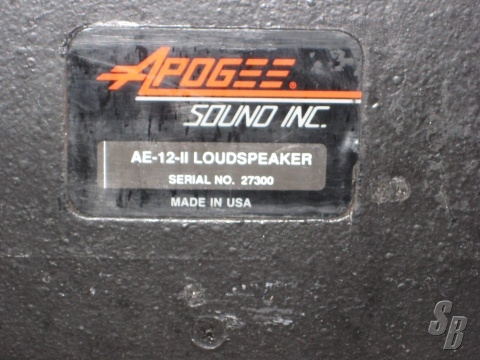 APOGEE®
SOUND INC.
AE-12-II LOUDSPEAKER
SERIAL NO. 27300
MADE IN USA
SB